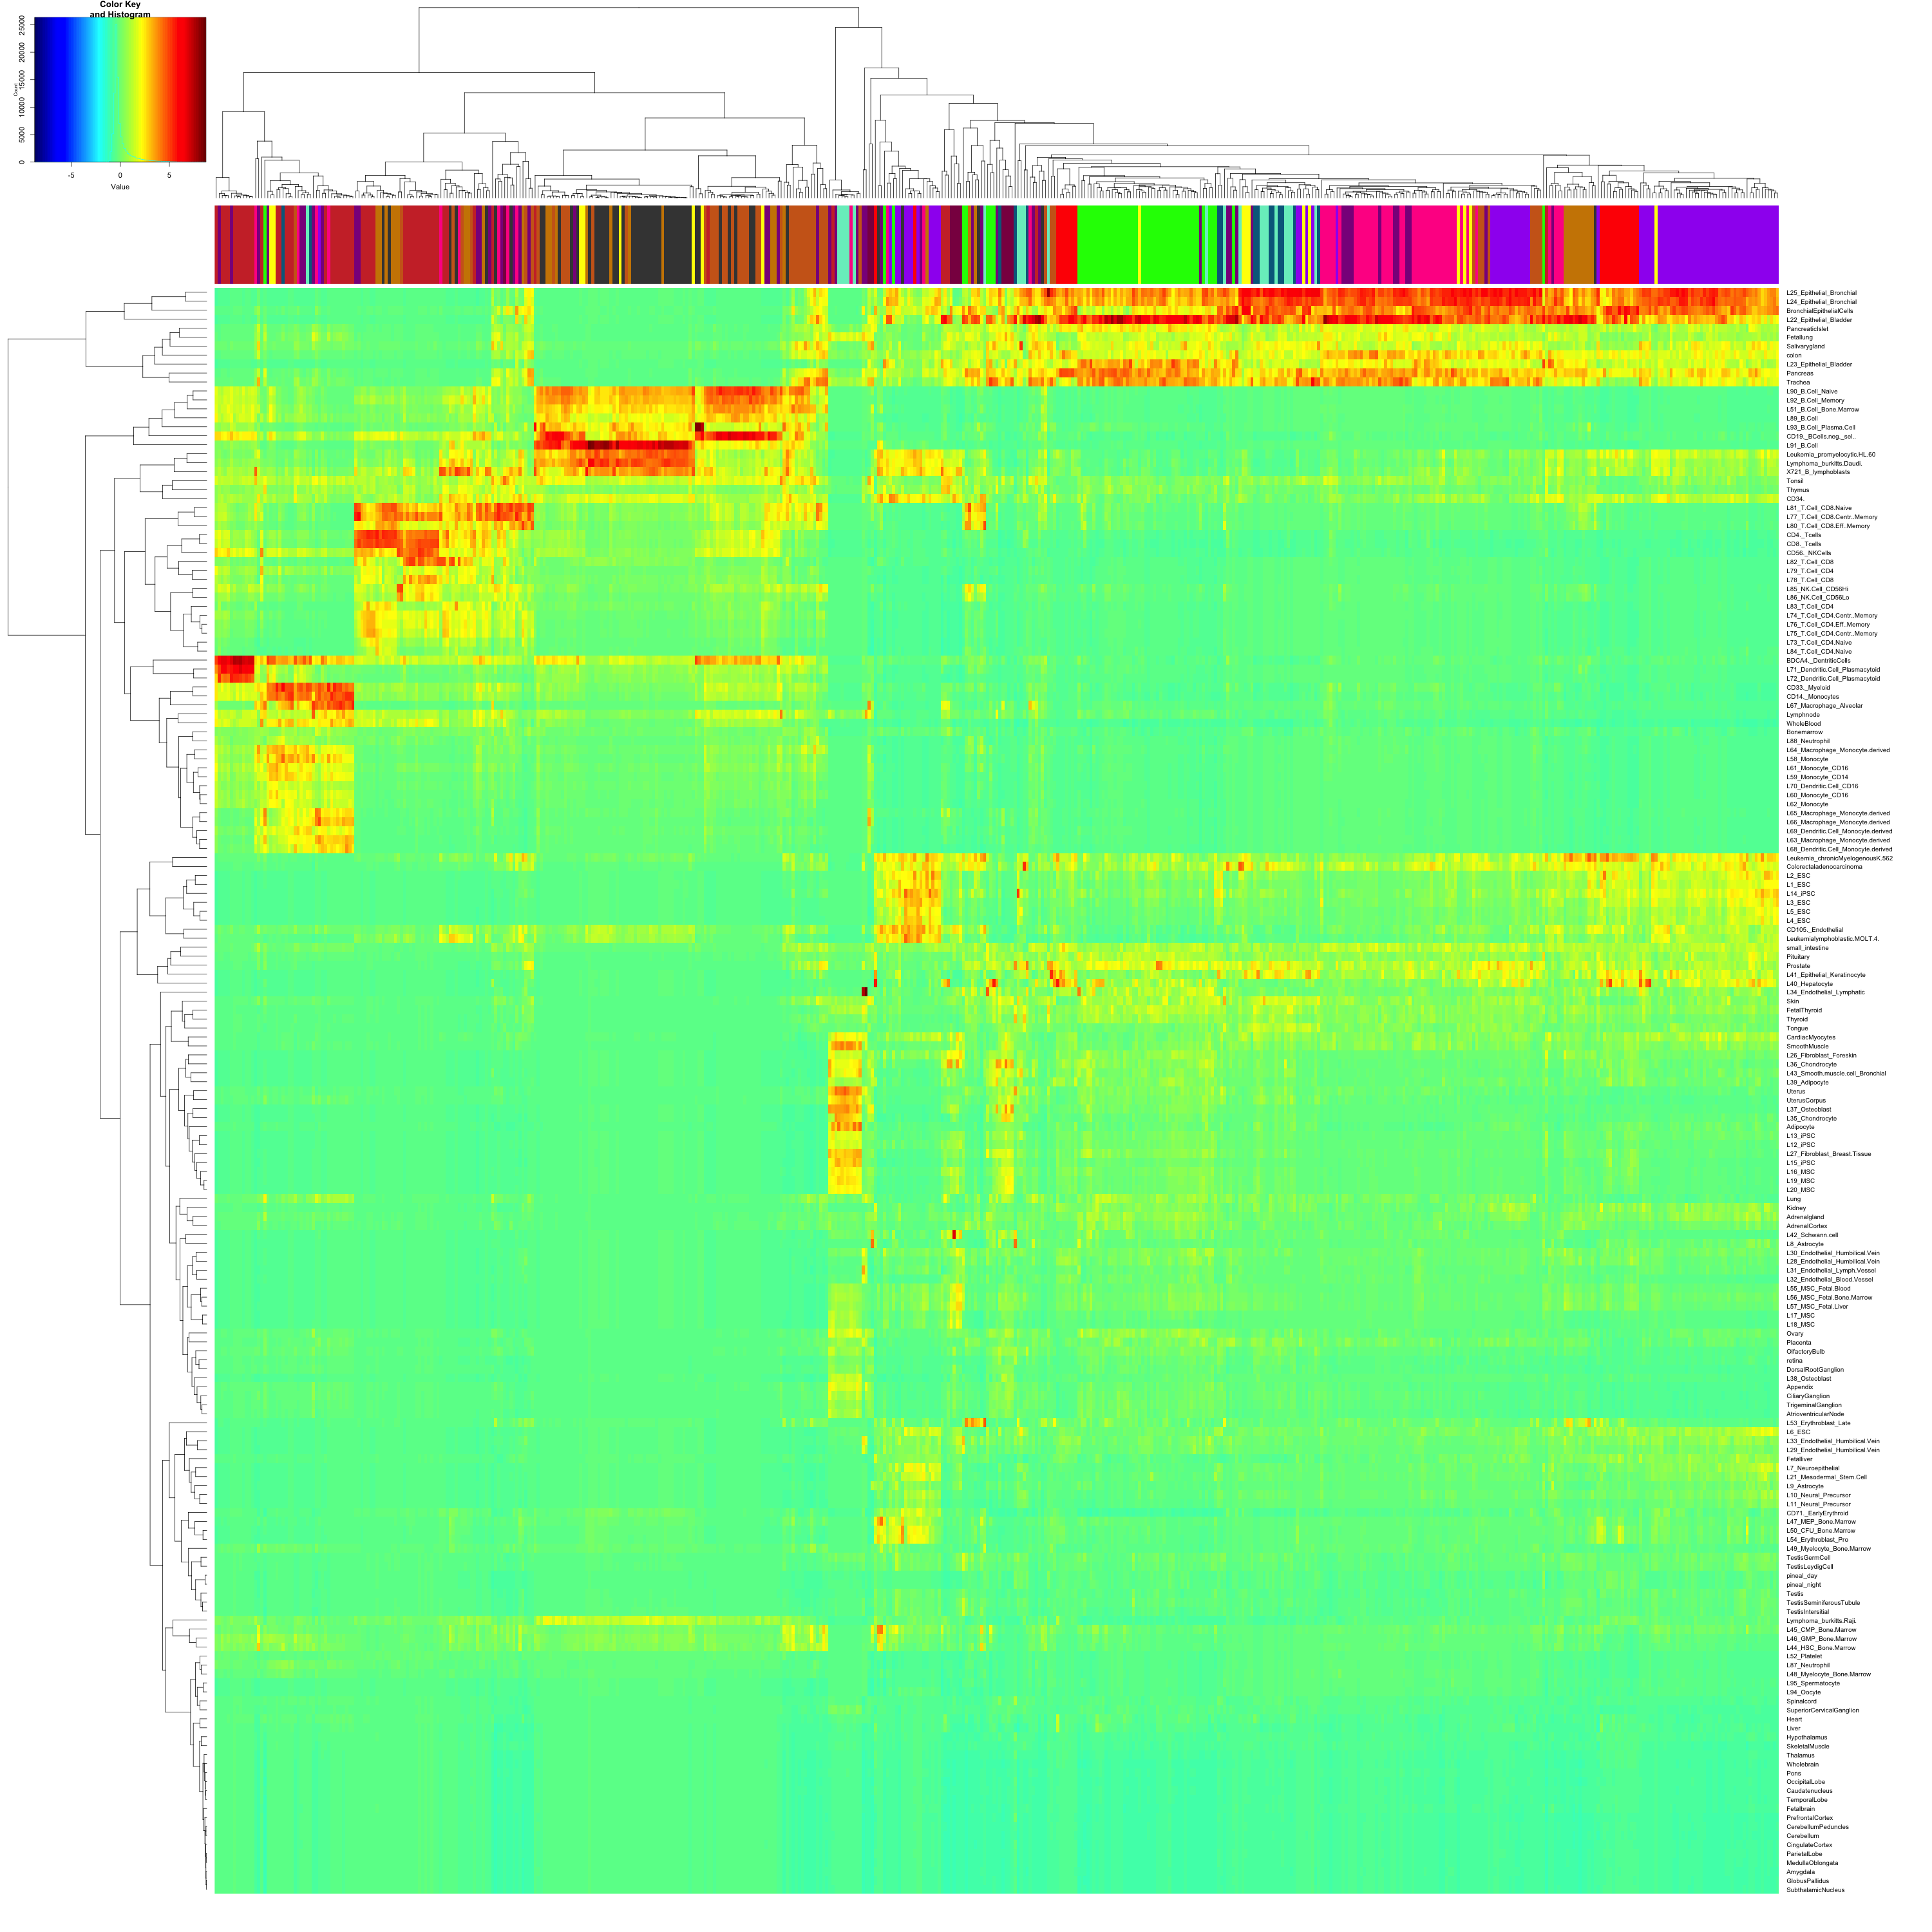 Color Key
and Histogram
Count
0
5000
10000
15000
20000
25000
-5
0
5
Value
L25_Epithelial_Bronchial
L24_Epithelial_Bronchial
BronchialEpithelialCells
L22_Epithelial_Bladder
PancreaticIslet
Fetallung
Salivarygland
colon
L23_Epithelial_Bladder
Pancreas
Trachea
L90_B.Cell_Naive
L92_B.Cell_Memory
L51_B.Cell_Bone.Marrow
L89_B.Cell
L93_B.Cell_Plasma.Cell
CD19._BCells.neg._sel..
L91_B.Cell
Leukemia_promyelocytic.HL.60
Lymphoma_burkitts.Daudi.
X721_B_lymphoblasts
Tonsil
Thymus
CD34.
L81_T.Cell_CD8.Naive
L77_T.Cell_CD8.Centr..Memory
L80_T.Cell_CD8.Eff..Memory
CD4._Tcells
CD8._Tcells
CD56._NKCells
L82_T.Cell_CD8
L79_T.Cell_CD4
L78_T.Cell_CD8
L85_NK.Cell_CD56Hi
L86_NK.Cell_CD56Lo
L83_T.Cell_CD4
L74_T.Cell_CD4.Centr..Memory
L76_T.Cell_CD4.Eff..Memory
L75_T.Cell_CD4.Centr..Memory
L73_T.Cell_CD4.Naive
L84_T.Cell_CD4.Naive
BDCA4._DentriticCells
L71_Dendritic.Cell_Plasmacytoid
L72_Dendritic.Cell_Plasmacytoid
CD33._Myeloid
CD14._Monocytes
L67_Macrophage_Alveolar
Lymphnode
WholeBlood
Bonemarrow
L88_Neutrophil
L64_Macrophage_Monocyte.derived
L58_Monocyte
L61_Monocyte_CD16
L59_Monocyte_CD14
L70_Dendritic.Cell_CD16
L60_Monocyte_CD16
L62_Monocyte
L65_Macrophage_Monocyte.derived
L66_Macrophage_Monocyte.derived
L69_Dendritic.Cell_Monocyte.derived
L63_Macrophage_Monocyte.derived
L68_Dendritic.Cell_Monocyte.derived
Leukemia_chronicMyelogenousK.562
Colorectaladenocarcinoma
L2_ESC
L1_ESC
L14_iPSC
L3_ESC
L5_ESC
L4_ESC
CD105._Endothelial
Leukemialymphoblastic.MOLT.4.
small_intestine
Pituitary
Prostate
L41_Epithelial_Keratinocyte
L40_Hepatocyte
L34_Endothelial_Lymphatic
Skin
FetalThyroid
Thyroid
Tongue
CardiacMyocytes
SmoothMuscle
L26_Fibroblast_Foreskin
L36_Chondrocyte
L43_Smooth.muscle.cell_Bronchial
L39_Adipocyte
Uterus
UterusCorpus
L37_Osteoblast
L35_Chondrocyte
Adipocyte
L13_iPSC
L12_iPSC
L27_Fibroblast_Breast.Tissue
L15_iPSC
L16_MSC
L19_MSC
L20_MSC
Lung
Kidney
Adrenalgland
AdrenalCortex
L42_Schwann.cell
L8_Astrocyte
L30_Endothelial_Humbilical.Vein
L28_Endothelial_Humbilical.Vein
L31_Endothelial_Lymph.Vessel
L32_Endothelial_Blood.Vessel
L55_MSC_Fetal.Blood
L56_MSC_Fetal.Bone.Marrow
L57_MSC_Fetal.Liver
L17_MSC
L18_MSC
Ovary
Placenta
OlfactoryBulb
retina
DorsalRootGanglion
L38_Osteoblast
Appendix
CiliaryGanglion
TrigeminalGanglion
AtrioventricularNode
L53_Erythroblast_Late
L6_ESC
L33_Endothelial_Humbilical.Vein
L29_Endothelial_Humbilical.Vein
Fetalliver
L7_Neuroepithelial
L21_Mesodermal_Stem.Cell
L9_Astrocyte
L10_Neural_Precursor
L11_Neural_Precursor
CD71._EarlyErythroid
L47_MEP_Bone.Marrow
L50_CFU_Bone.Marrow
L54_Erythroblast_Pro
L49_Myelocyte_Bone.Marrow
TestisGermCell
TestisLeydigCell
pineal_day
pineal_night
Testis
TestisSeminiferousTubule
TestisIntersitial
Lymphoma_burkitts.Raji.
L45_CMP_Bone.Marrow
L46_GMP_Bone.Marrow
L44_HSC_Bone.Marrow
L52_Platelet
L87_Neutrophil
L48_Myelocyte_Bone.Marrow
L95_Spermatocyte
L94_Oocyte
Spinalcord
SuperiorCervicalGanglion
Heart
Liver
Hypothalamus
SkeletalMuscle
Thalamus
Wholebrain
Pons
OccipitalLobe
Caudatenucleus
TemporalLobe
Fetalbrain
PrefrontalCortex
CerebellumPeduncles
Cerebellum
CingulateCortex
ParietalLobe
MedullaOblongata
Amygdala
GlobusPallidus
SubthalamicNucleus